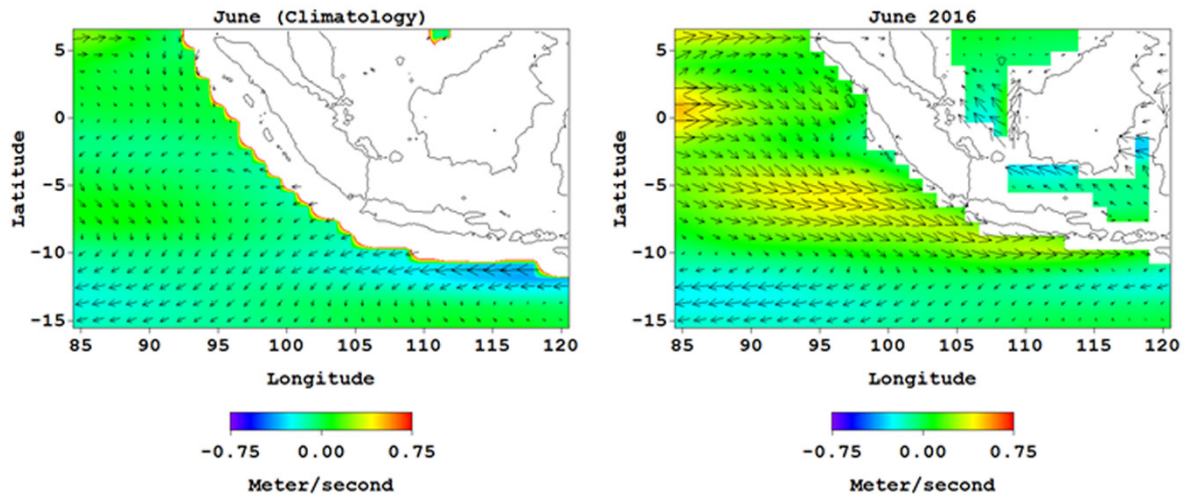 June (Climatology)
5
0
−5
−10
−15
Latitude
85 90 95 100 105 110 115 120
Longitude
−0.75 0.00 0.75
Meter/second
June 2016
5
0
−5
−10
−15
Latitude
85 90 95 100 105 110 115 120
Longitude
−0.75 0.00 0.75
Meter/second